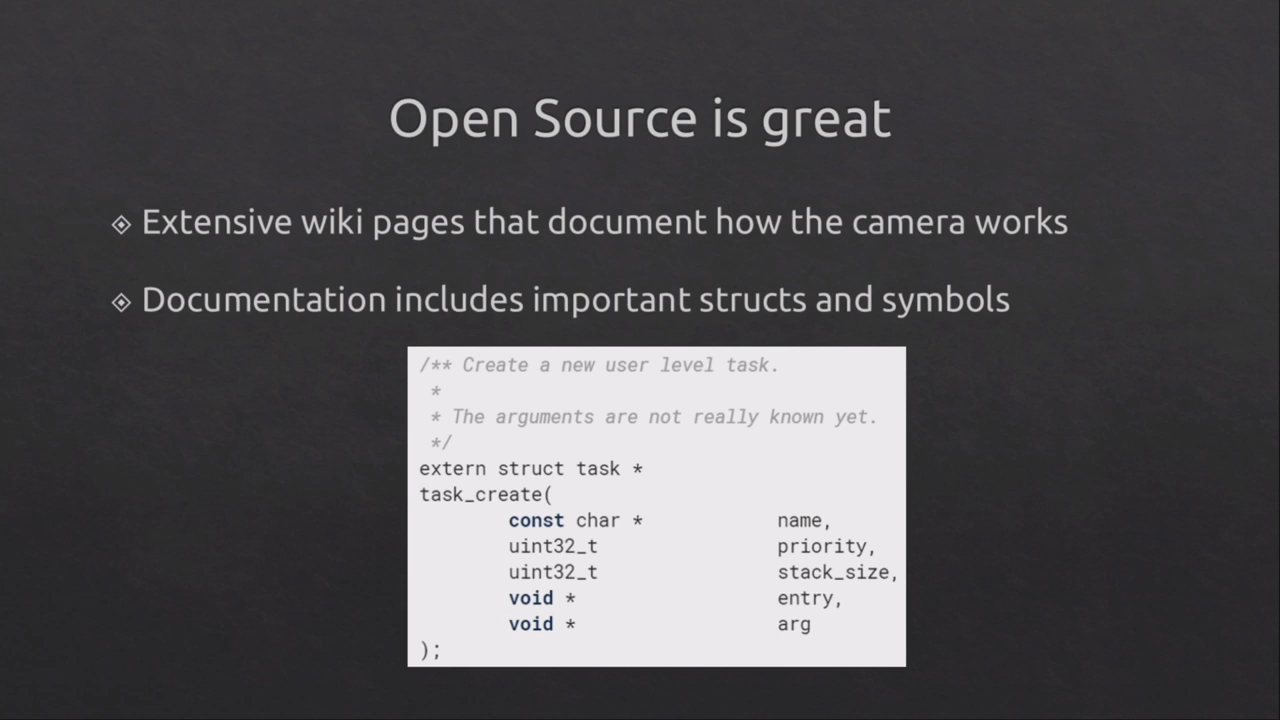 Open Source is great
Extensive wiki pages that document how the camera works
Documentation includes important structs and symbols
/** Create a new user level task.
*
* The arguments are not really known yet.
*/
extern struct task *
task_create(
const char * name,
uint32_t priority,
uint32_t stack_size,
void * entry,
void * arg
);